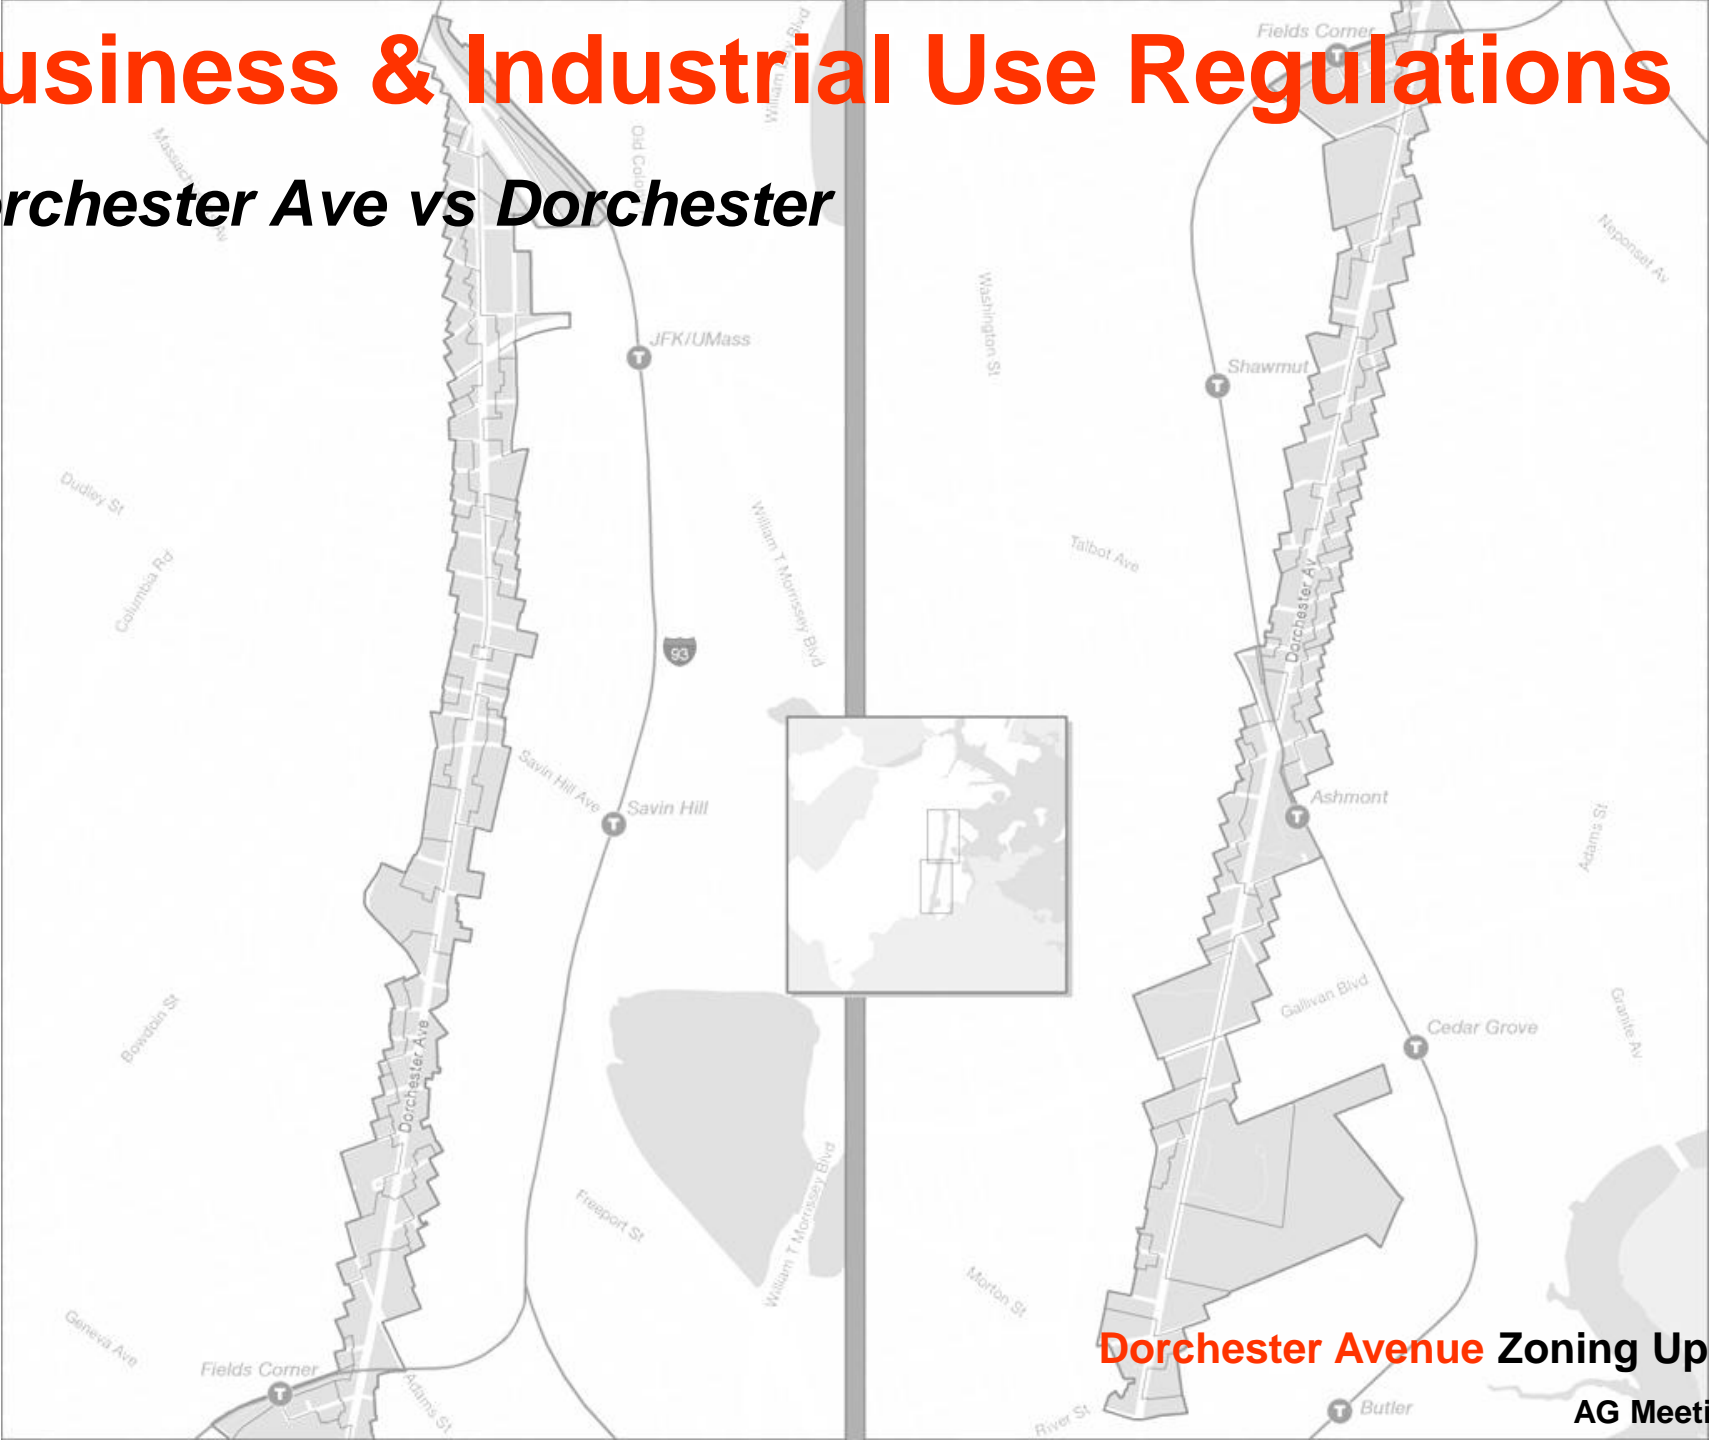 usiness & Industrial Use Regulations
orchester Ave vs Dorchester
Fields Corner
Old Colo
Neponset Av
Washington St
JFK/UMass
Shawmut
Dudley St
Columbia Rd
William T Morrissey Blvd
Talbot Ave
Dorchester Av
93
Savin Hill Ave
Savin Hill
Ashmont
Adams St
Bowdoin St
Dorchester Ave
Gallivan Blvd
Cedar Grove
Granite Av
Freeport St
William T Morrissey Blvd
Morton St
Geneva Ave
Fields Corner
Adams St
Dorchester Avenue Zoning Up
River St
Butler
AG Meeti